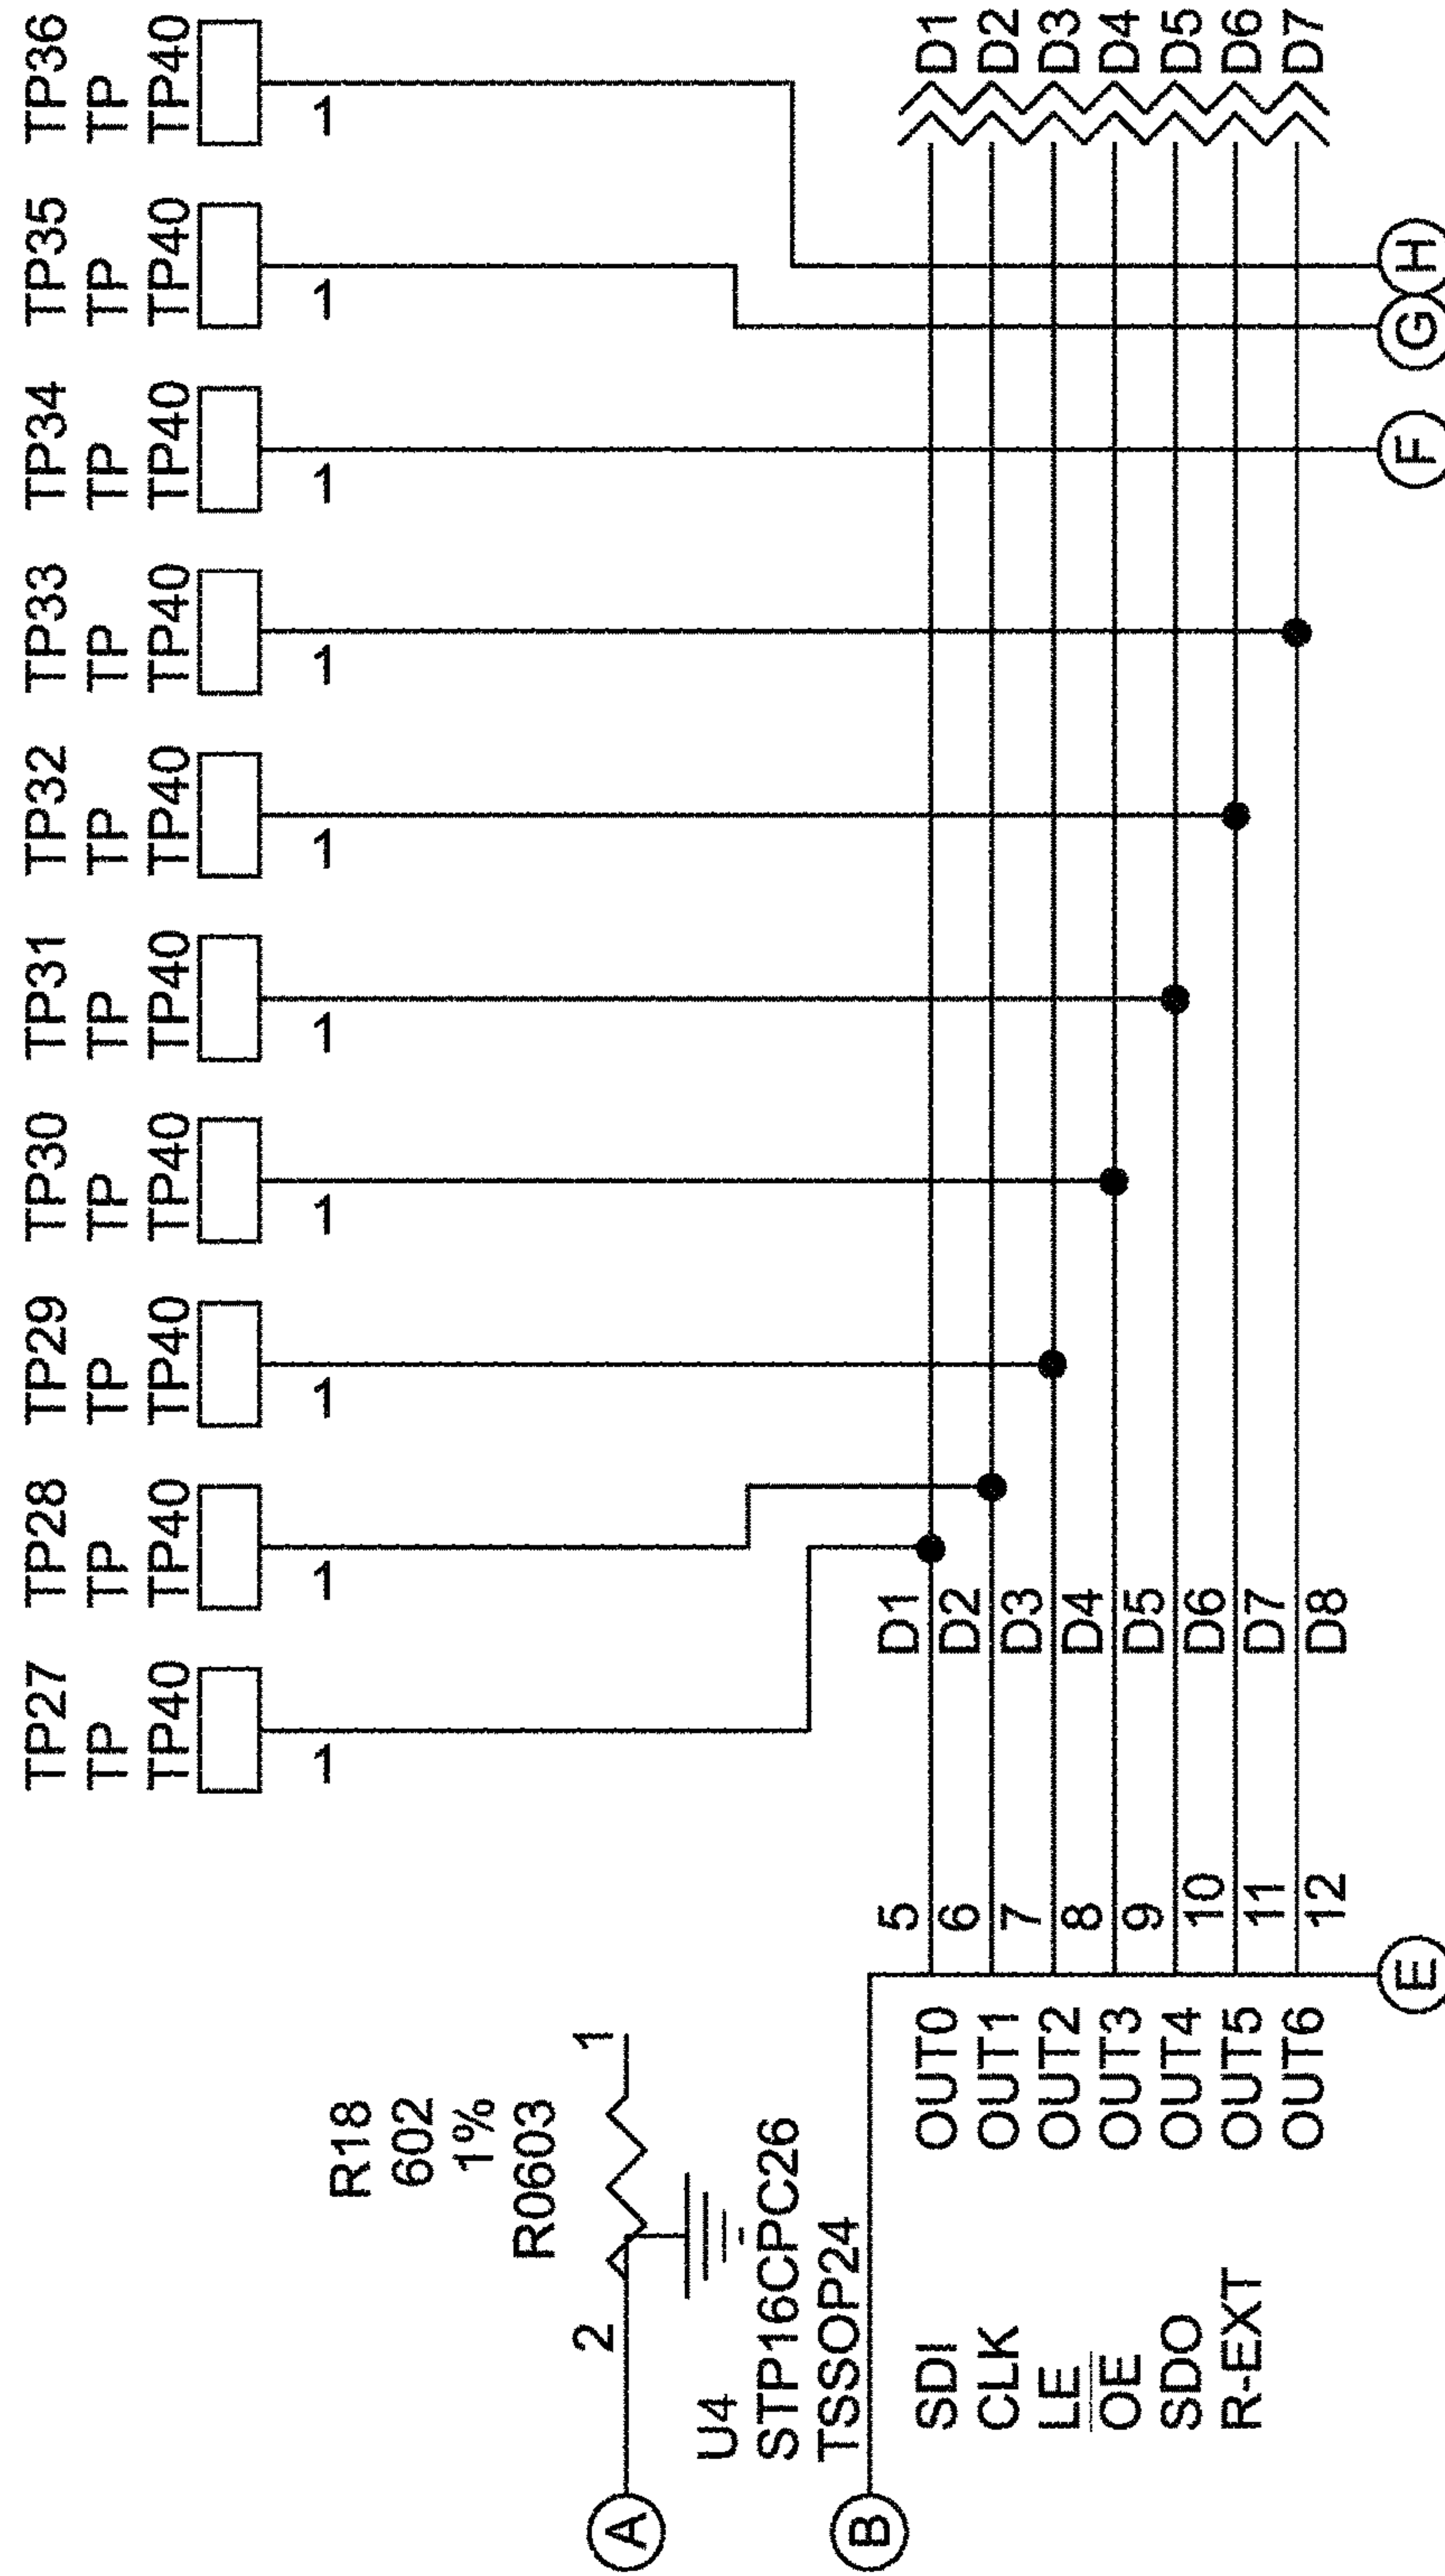 TP27 TP28 TP29 TP30 TP31 TP32 TP33 TP34 TP35 TP36
TP TP TP TP TP TP TP TP TP TP
TP40 TP40 TP40 TP40 TP40 TP40 TP40 TP40 TP40 TP40
1 1 1 1 1 1 1 1 1 1
R18
602
1%
R0603
2 1
A
U4
STP16CPC26
TSSOP24
B
SDI OUT0 5 D1 D1
CLK OUT1 6 D2 D2
LE OUT2 7 D3 D3
OE OUT3 8 D4 D4
SDO OUT4 9 D5 D5
R-EXT OUT5 10 D6 D6
OUT6 11 D7 D7
12 D8
E F G H